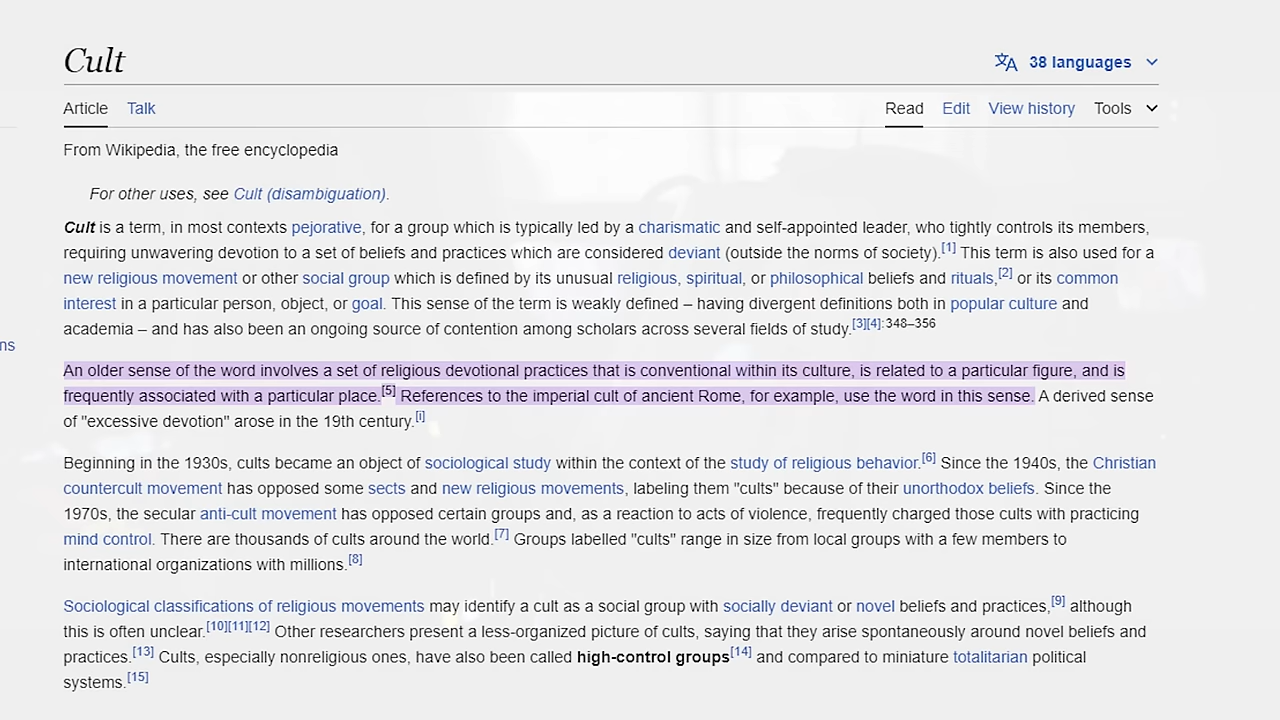 Cult
38 languages
Article Talk Read Edit View history Tools
From Wikipedia, the free encyclopedia
For other uses, see Cult (disambiguation).
Cult is a term, in most contexts pejorative, for a group which is typically led by a charismatic and self-appointed leader, who tightly controls its members,
requiring unwavering devotion to a set of beliefs and practices which are considered deviant (outside the norms of society).[1] This term is also used for a
new religious movement or other social group which is defined by its unusual religious, spiritual, or philosophical beliefs and rituals,[2] or its common
interest in a particular person, object, or goal. This sense of the term is weakly defined – having divergent definitions both in popular culture and
academia – and has also been an ongoing source of contention among scholars across several fields of study.[3][4]: 348–356
ns
An older sense of the word involves a set of religious devotional practices that is conventional within its culture, is related to a particular figure, and is
frequently associated with a particular place.[5] References to the imperial cult of ancient Rome, for example, use the word in this sense. A derived sense
of "excessive devotion" arose in the 19th century.[i]
Beginning in the 1930s, cults became an object of sociological study within the context of the study of religious behavior.[6] Since the 1940s, the Christian
countercult movement has opposed some sects and new religious movements, labeling them "cults" because of their unorthodox beliefs. Since the
1970s, the secular anti-cult movement has opposed certain groups and, as a reaction to acts of violence, frequently charged those cults with practicing
mind control. There are thousands of cults around the world.[7] Groups labelled "cults" range in size from local groups with a few members to
international organizations with millions.[8]
Sociological classifications of religious movements may identify a cult as a social group with socially deviant or novel beliefs and practices,[9] although
this is often unclear.[10][11][12] Other researchers present a less-organized picture of cults, saying that they arise spontaneously around novel beliefs and
practices.[13] Cults, especially nonreligious ones, have also been called high-control groups[14] and compared to miniature totalitarian political
systems.[15]